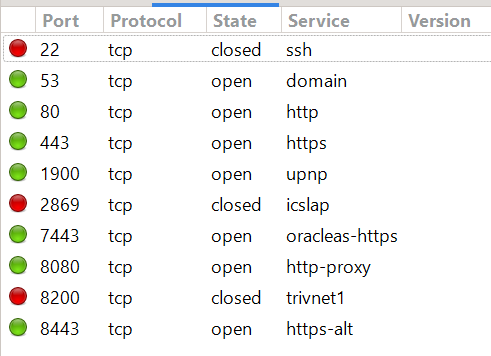 Port Protocol State Service Version
22 tcp closed ssh
53 tcp open domain
80 tcp open http
443 tcp open https
1900 tcp open upnp
2869 tcp closed icslap
7443 tcp open oracleas-https
8080 tcp open http-proxy
8200 tcp closed trivnet1
8443 tcp open https-alt